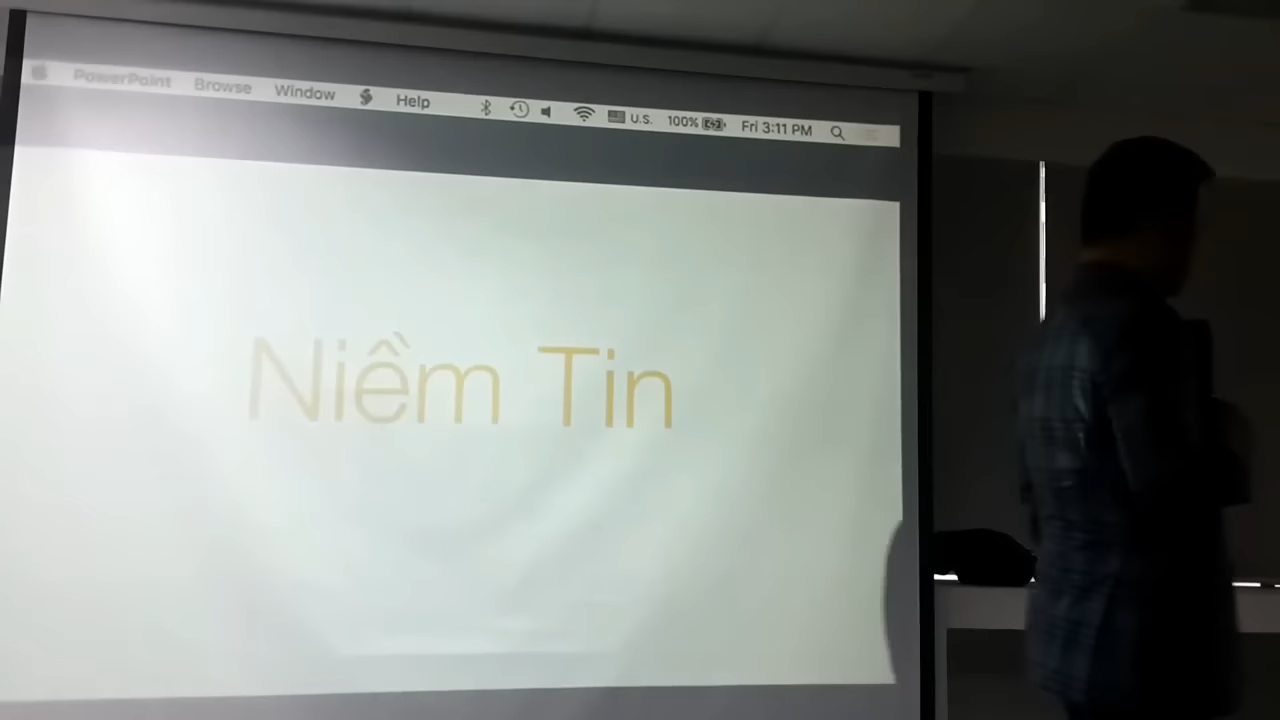 PowerPoint Browse Window Help U.S. 100% Fri 3:11 PM
Niềm Tin